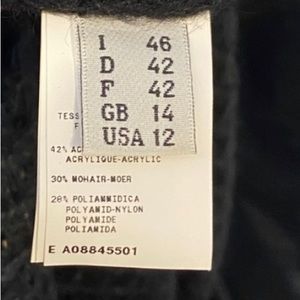 I 46
D 42
F 42
GB 14
USA 12
TESS
42% AC
ACRYLIQUE-ACRYLIC
30% MOHAIR-MOER
28% POLIAMMIDICA
POLYAMID-NYLON
POLYAMIDE
POLIAMIDA
E A08845501